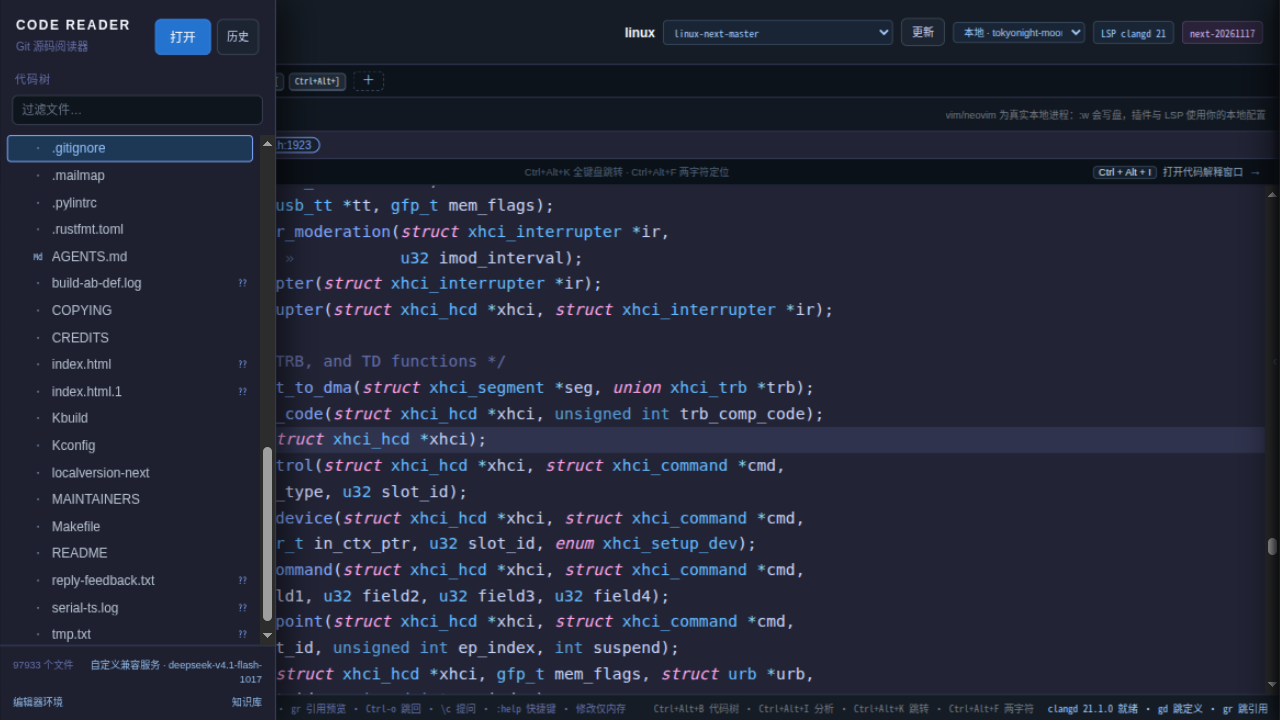 CODE READER
Git 源码阅读器
打开
历史
代码树
过滤文件…
.gitignore
.mailmap
.pylintrc
.rustfmt.toml
AGENTS.md
build-ab-def.log ??
COPYING
CREDITS
index.html ??
index.html.1 ??
Kbuild
Kconfig
localversion-next
MAINTAINERS
Makefile
README
reply-feedback.txt ??
serial-ts.log ??
tmp.txt ??
97933 个文件
自定义兼容服务 · deepseek-v4.1-flash-1017
编辑器环境
知识库
linux
linux-next-master
更新
本地 · tokyonight-moon
LSP clangd 21
next-20261117
Ctrl+Alt+]
+
vim/neovim 为真实本地进程：:w 会写盘，插件与 LSP 使用你的本地配置
h:1923
Ctrl+Alt+K 全键盘跳转 · Ctrl+Alt+F 两字符定位
Ctrl + Alt + I 打开代码解释窗口 →
usb_tt *tt, gfp_t mem_flags);
r_moderation(struct xhci_interrupter *ir,
» u32 imod_interval);
pter(struct xhci_interrupter *ir);
upter(struct xhci_hcd *xhci, struct xhci_interrupter *ir);
TRB, and TD functions */
t_to_dma(struct xhci_segment *seg, union xhci_trb *trb);
_code(struct xhci_hcd *xhci, unsigned int trb_comp_code);
truct xhci_hcd *xhci);
trol(struct xhci_hcd *xhci, struct xhci_command *cmd,
_type, u32 slot_id);
device(struct xhci_hcd *xhci, struct xhci_command *cmd,
r_t in_ctx_ptr, u32 slot_id, enum xhci_setup_dev);
ommand(struct xhci_hcd *xhci, struct xhci_command *cmd,
ld1, u32 field2, u32 field3, u32 field4);
point(struct xhci_hcd *xhci, struct xhci_command *cmd,
t_id, unsigned int ep_index, int suspend);
struct xhci_hcd *xhci, gfp_t mem_flags, struct urb *urb,
· gr 引用预览 · Ctrl-o 跳回 · \c 提问 · :help 快捷键 · 修改仅内存
Ctrl+Alt+B 代码树 · Ctrl+Alt+I 分析 · Ctrl+Alt+K 跳转 · Ctrl+Alt+F 两字符
clangd 21.1.0 就绪 · gd 跳定义 · gr 跳引用